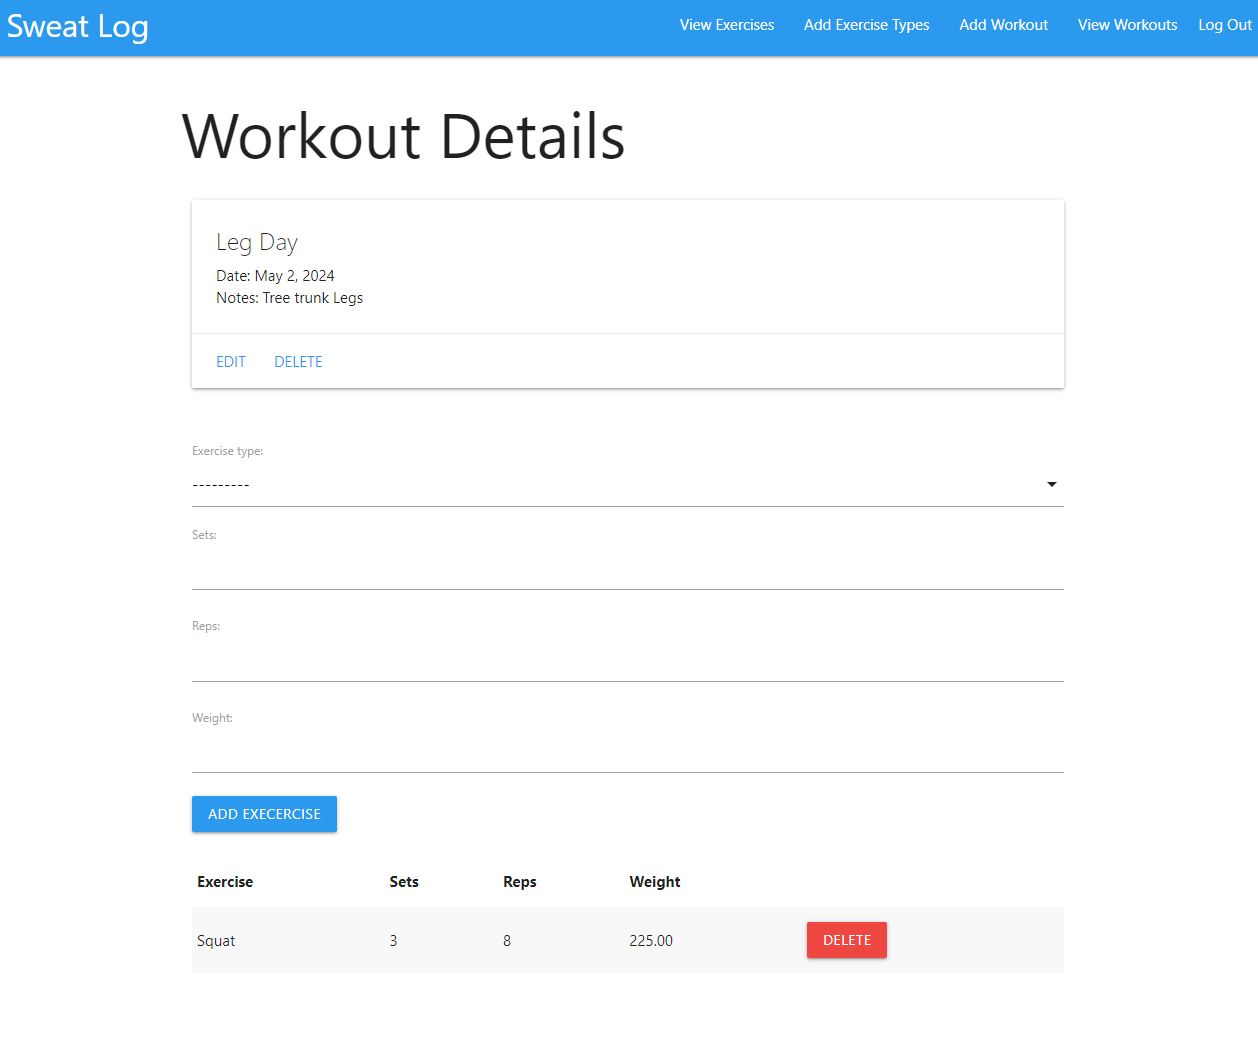 Sweat Log View Exercises Add Exercise Types Add Workout View Workouts Log Out
Workout Details
Leg Day
Date: May 2, 2024
Notes: Tree trunk Legs
EDIT DELETE
Exercise type:
---------
Sets:
Reps:
Weight:
ADD EXECERCISE
Exercise Sets Reps Weight
Squat 3 8 225.00 DELETE